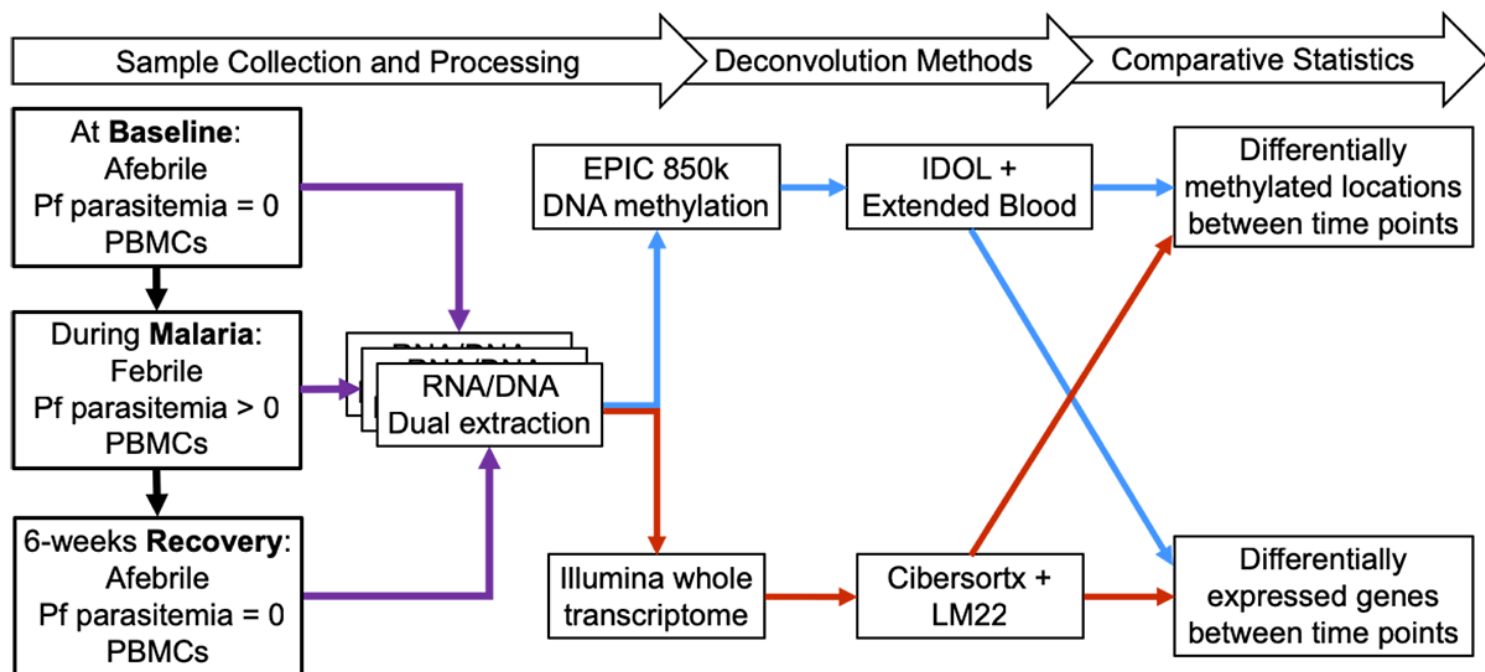 Sample Collection and Processing
Deconvolution Methods
Comparative Statistics
At Baseline:
Afebrile
Pf parasitemia = 0
PBMCs
During Malaria:
Febrile
Pf parasitemia > 0
PBMCs
6-weeks Recovery:
Afebrile
Pf parasitemia = 0
PBMCs
RNA/DNA
Dual extraction
EPIC 850k
DNA methylation
Illumina whole
transcriptome
IDOL +
Extended Blood
Cibersortx +
LM22
Differentially
methylated locations
between time points
Differentially
expressed genes
between time points